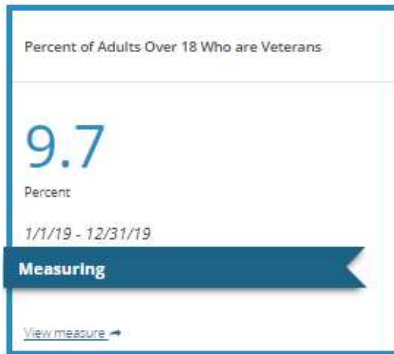 Percent of Adults Over 18 Who are Veterans
9.7
Percent
1/1/19 - 12/31/19
Measuring
View measure